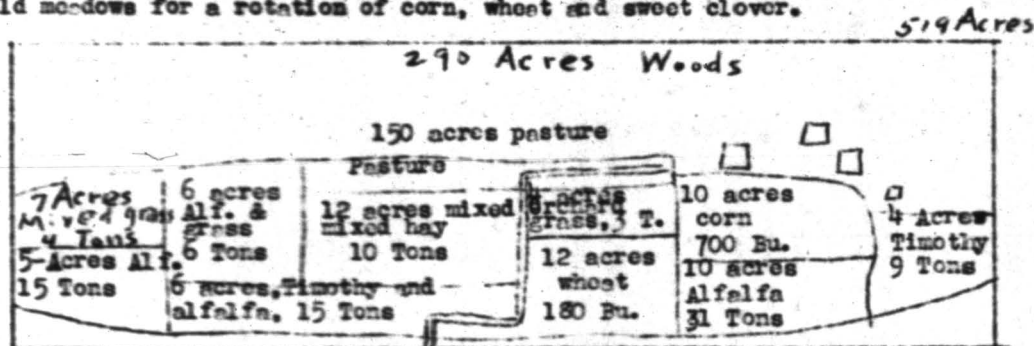 ld meadows for a rotation of corn, wheat and sweet clover.
519 Acres
290 Acres Woods
150 acres pasture
Pasture
7 Acres
Mixed grass
4 Tons
5-Acres Alf.
15 Tons
6 acres
Alf. &
grass
6 Tons
12 acres mixed
mixed hay
10 Tons
6 acres, Timothy and
alfalfa. 15 Tons
acres
grass, 3 T.
12 acres
wheat
180 Bu.
10 acres
corn
700 Bu.
10 acres
Alfalfa
31 Tons
4 Acres
Timothy
9 Tons